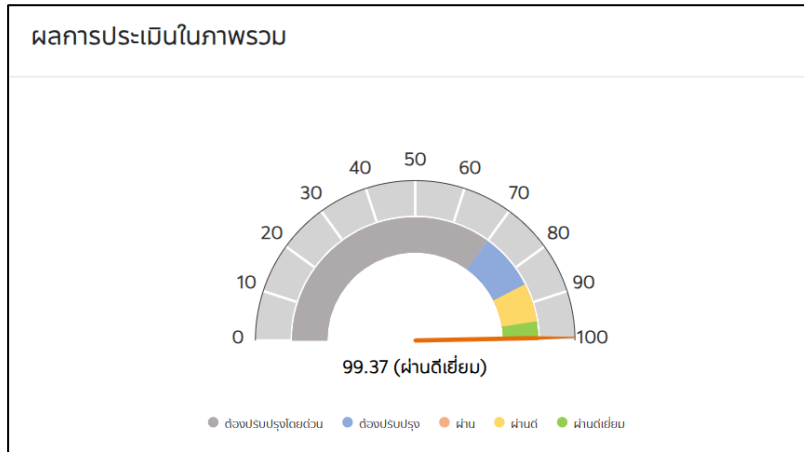 ผลการประเมินในภาพรวม
50
40 60
30 70
20 80
10 90
0 100
99.37 (ผ่านดีเยี่ยม)
ต้องปรับปรุงโดยด่วน ต้องปรับปรุง ผ่าน ผ่านดี ผ่านดีเยี่ยม